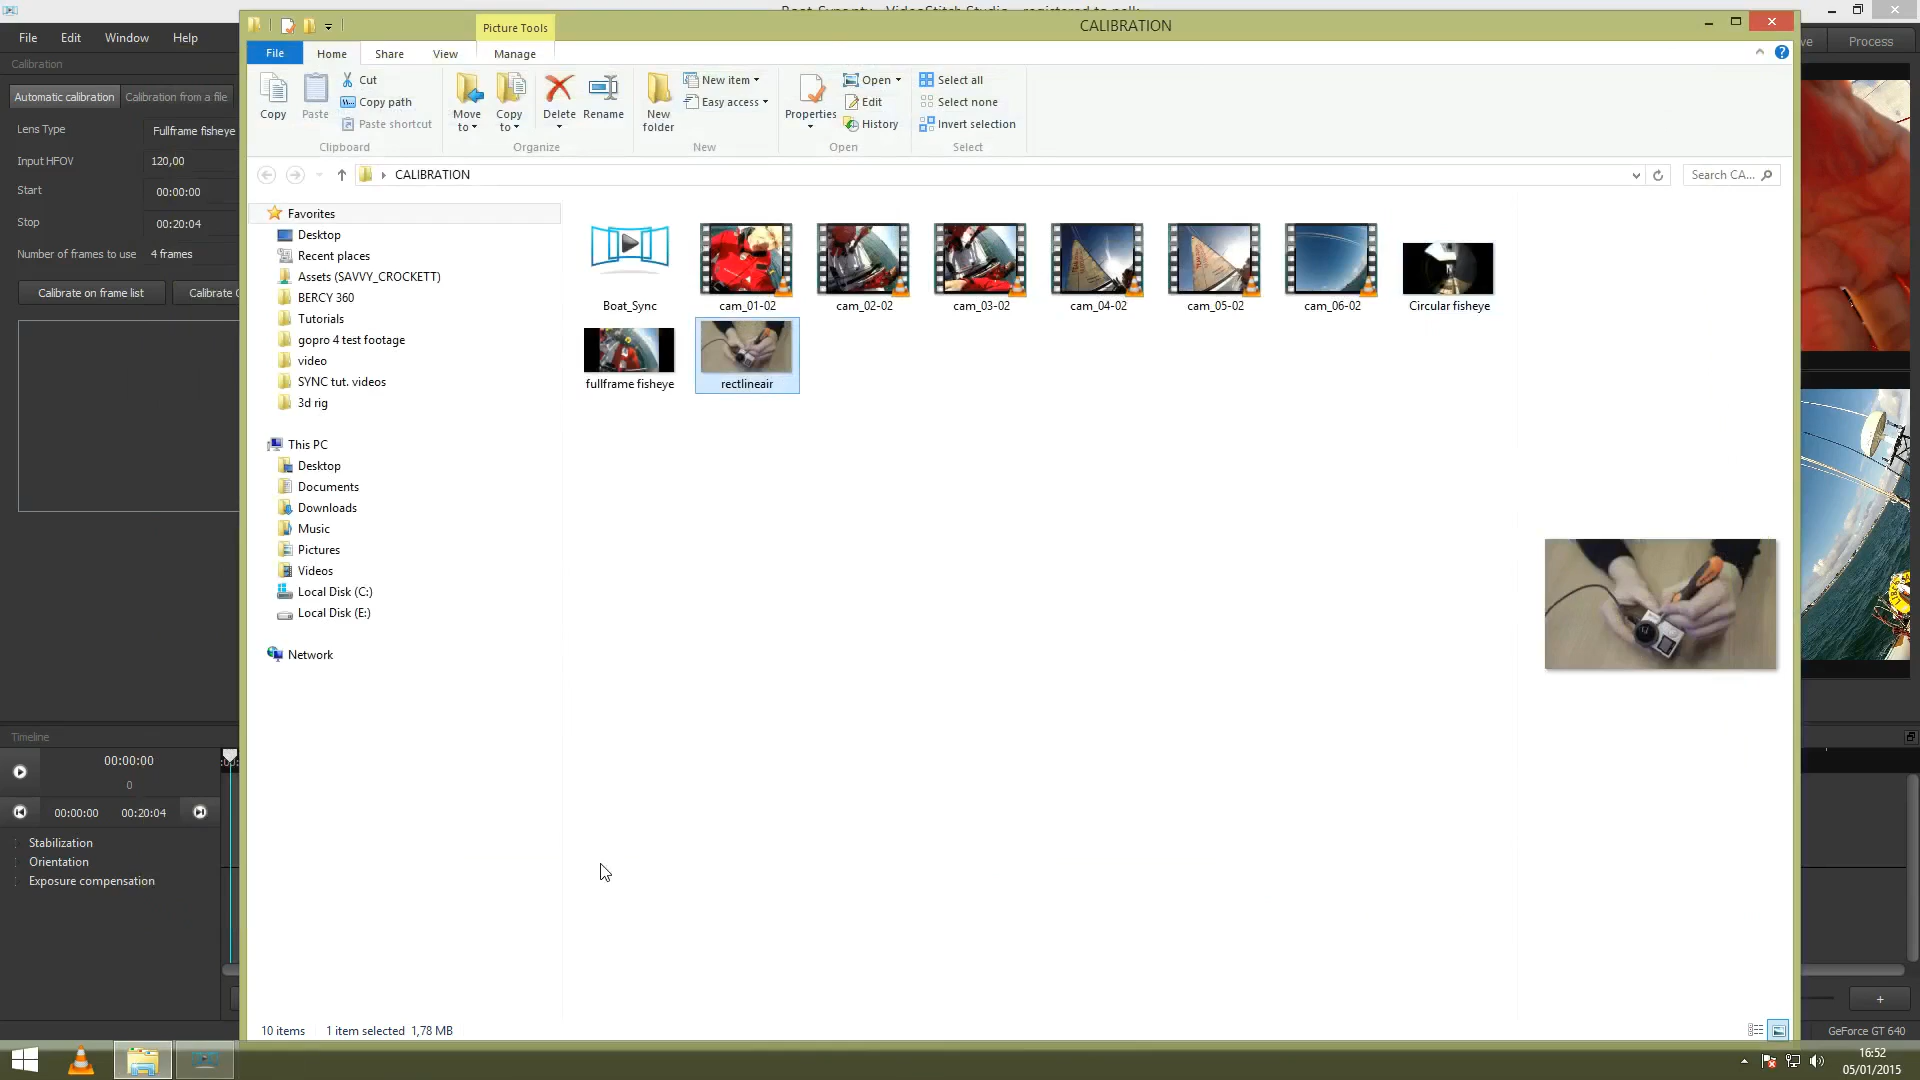 File Edit Window Help
Calibration
Automatic calibration Calibration from a file
Lens Type Fullframe fisheye
Input HFOV 120,00
Start 00:00:00
Stop 00:20:04
Number of frames to use 4 frames
Calibrate on frame list Calibrate
Process
Picture Tools
CALIBRATION
File Home Share View Manage
Copy
Paste
Cut
Copy path
Paste shortcut
Clipboard
Move to
Copy to
Delete
Rename
Organize
New folder
New item
Easy access
New
Properties
Open
Edit
History
Open
Select all
Select none
Invert selection
Select
CALIBRATION
Search CA...
Favorites
Desktop
Recent places
Assets (SAVVY_CROCKETT)
BERCY 360
Tutorials
gopro 4 test footage
video
SYNC tut. videos
3d rig
This PC
Desktop
Documents
Downloads
Music
Pictures
Videos
Local Disk (C:)
Local Disk (E:)
Network
Boat_Sync cam_01-02 cam_02-02 cam_03-02 cam_04-02 cam_05-02 cam_06-02 Circular fisheye
fullframe fisheye rectlineair
10 items 1 item selected 1,78 MB
Timeline
00:00:00
0
00:00:00 00:20:04
Stabilization
Orientation
Exposure compensation
GeForce GT 640
16:52
05/01/2015